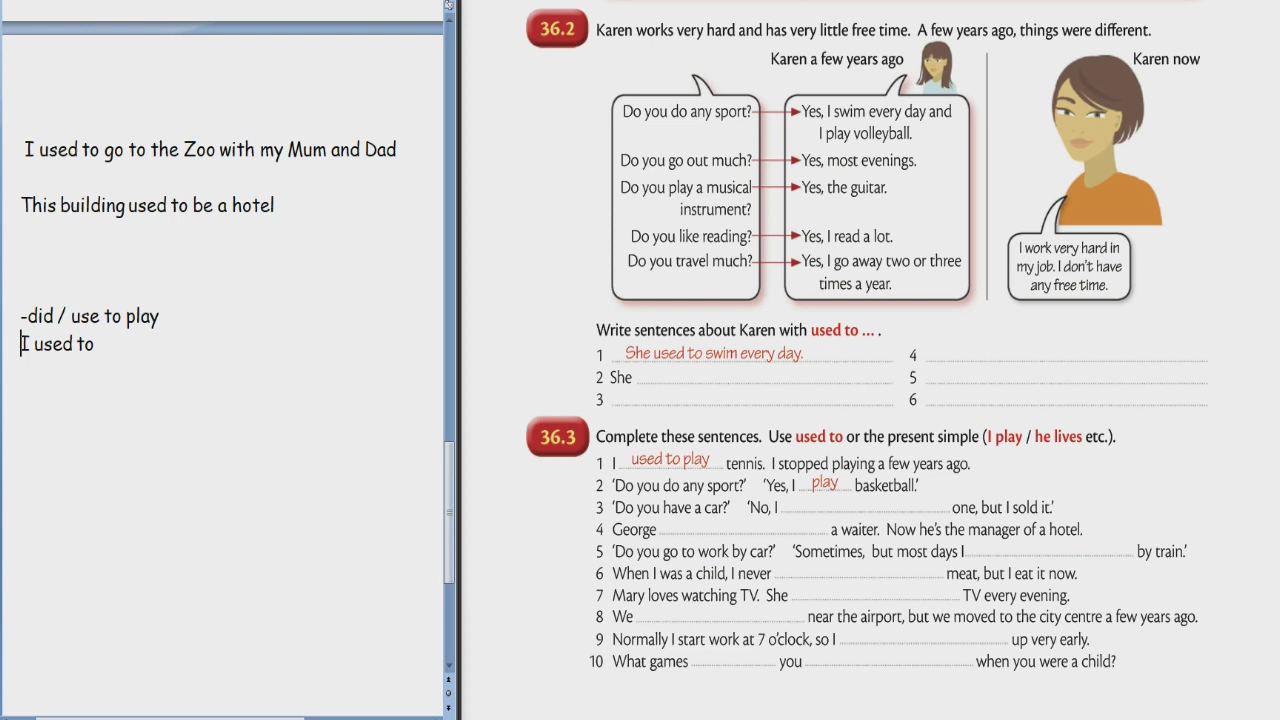 I used to go to the Zoo with my Mum and Dad
This building used to be a hotel
-did / use to play
I used to
36.2 Karen works very hard and has very little free time. A few years ago, things were different.
Karen a few years ago
Karen now
Do you do any sport? Yes, I swim every day and
I play volleyball.
Do you go out much? Yes, most evenings.
Do you play a musical Yes, the guitar.
instrument?
Do you like reading? Yes, I read a lot.
Do you travel much? Yes, I go away two or three
times a year.
I work very hard in
my job. I don't have
any free time.
Write sentences about Karen with used to ... .
1 She used to swim every day.
2 She
3
4
5
6
36.3 Complete these sentences. Use used to or the present simple (I play / he lives etc.).
1 I used to play tennis. I stopped playing a few years ago.
2 'Do you do any sport?' 'Yes, I play basketball.'
3 'Do you have a car?' 'No, I one, but I sold it.'
4 George a waiter. Now he's the manager of a hotel.
5 'Do you go to work by car?' 'Sometimes, but most days I by train.'
6 When I was a child, I never meat, but I eat it now.
7 Mary loves watching TV. She TV every evening.
8 We near the airport, but we moved to the city centre a few years ago.
9 Normally I start work at 7 o'clock, so I up very early.
10 What games you when you were a child?